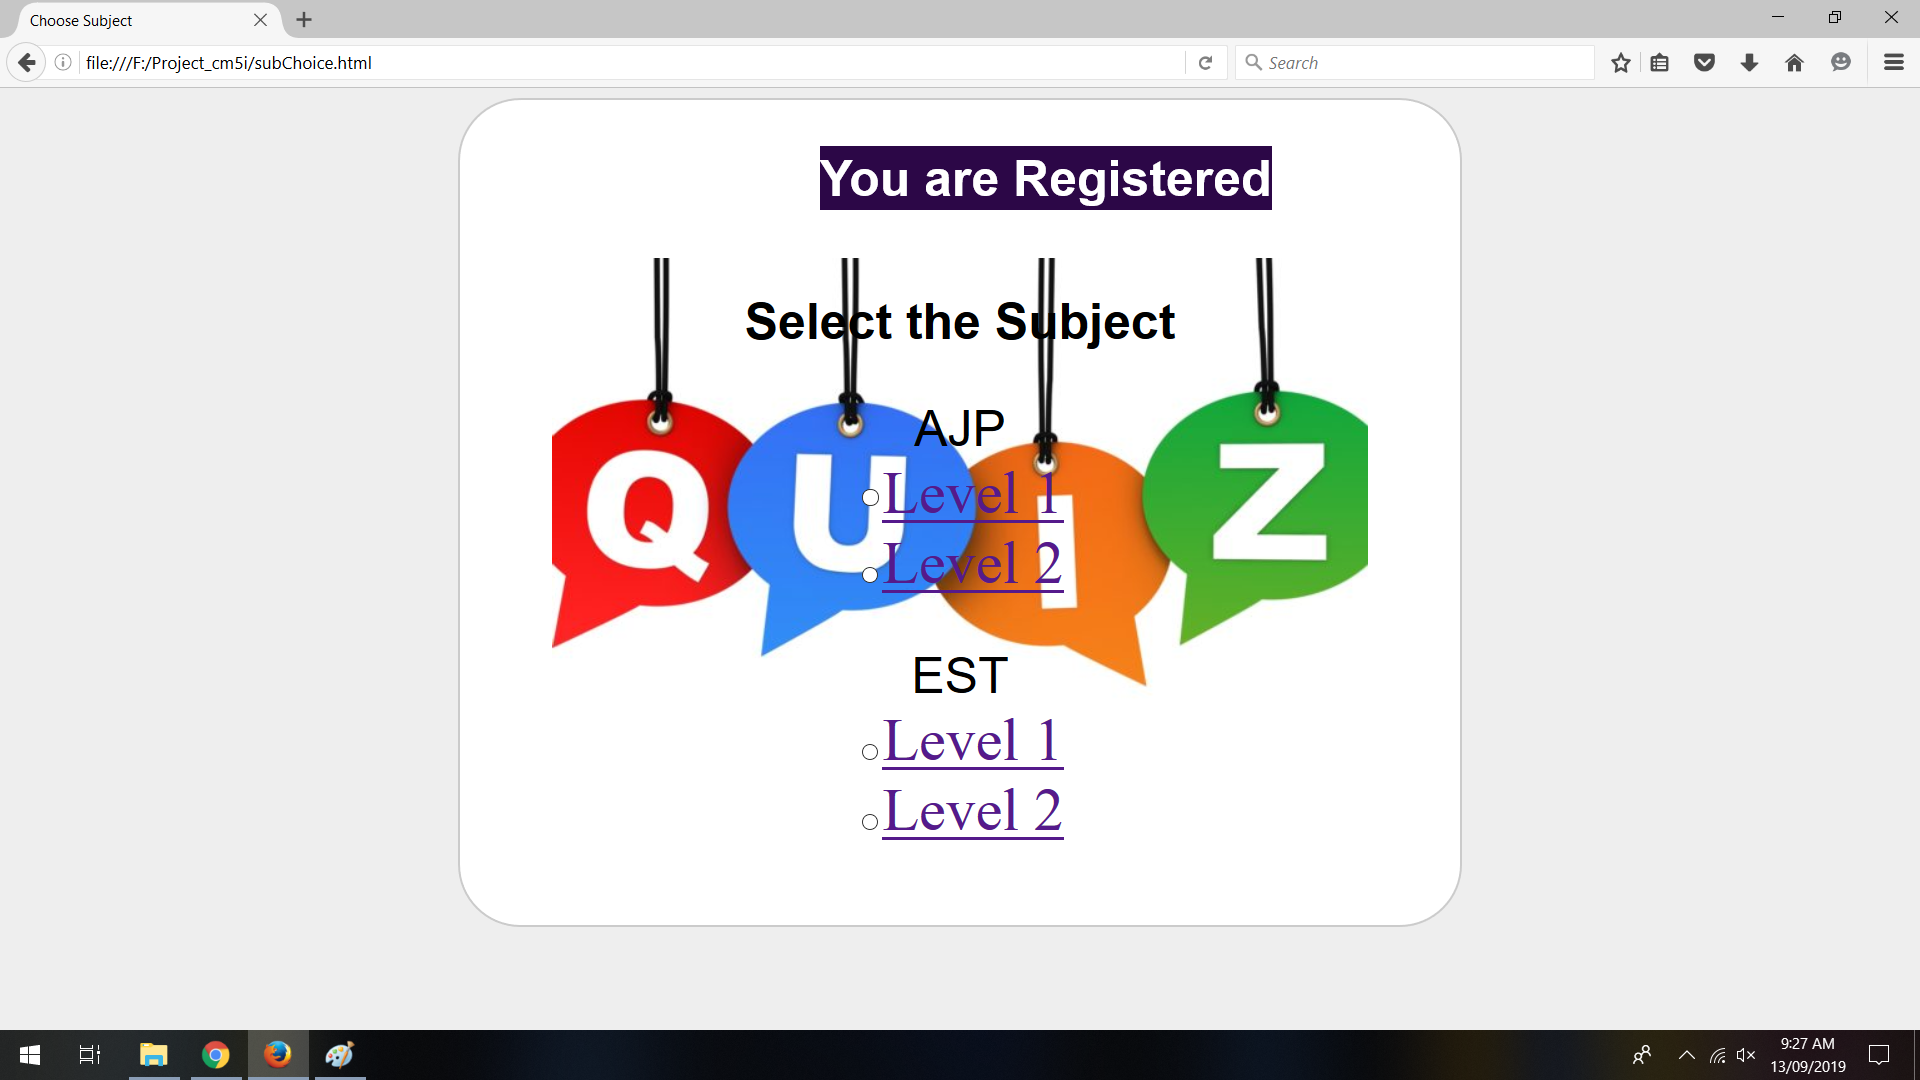 Choose Subject
file:///F:/Project_cm5i/subChoice.html
Search
You are Registered
Select the Subject
QUIZ
AJP
Level 1
Level 2
EST
Level 1
Level 2
9:27 AM
13/09/2019